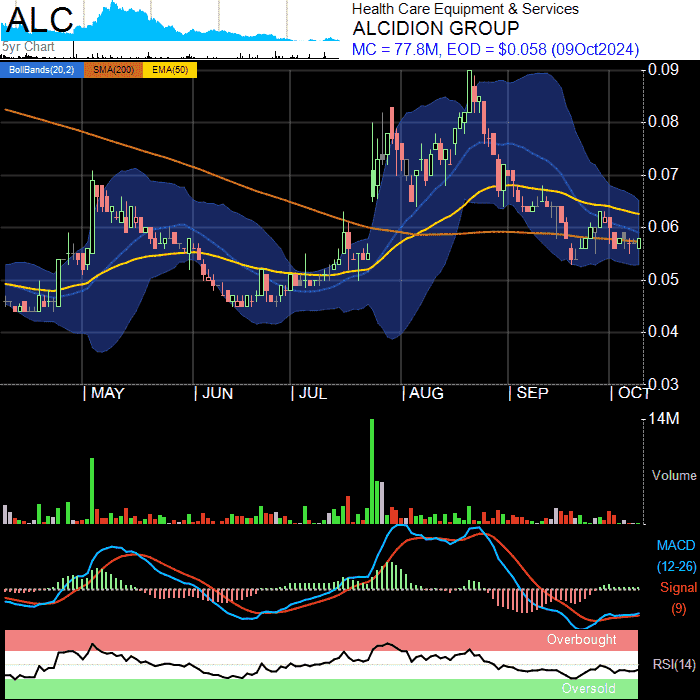 ALC
5yr Chart
Health Care Equipment & Services
ALCIDION GROUP
MC = 77.8M, EOD = $0.058 (09Oct2024)
BollBands(20,2) SMA(200) EMA(50)
0.09
0.08
0.07
0.06
0.05
0.04
0.03
MAY JUN JUL AUG SEP OCT
14M
Volume
MACD
(12-26)
Signal
(9)
Overbought
RSI(14)
Oversold